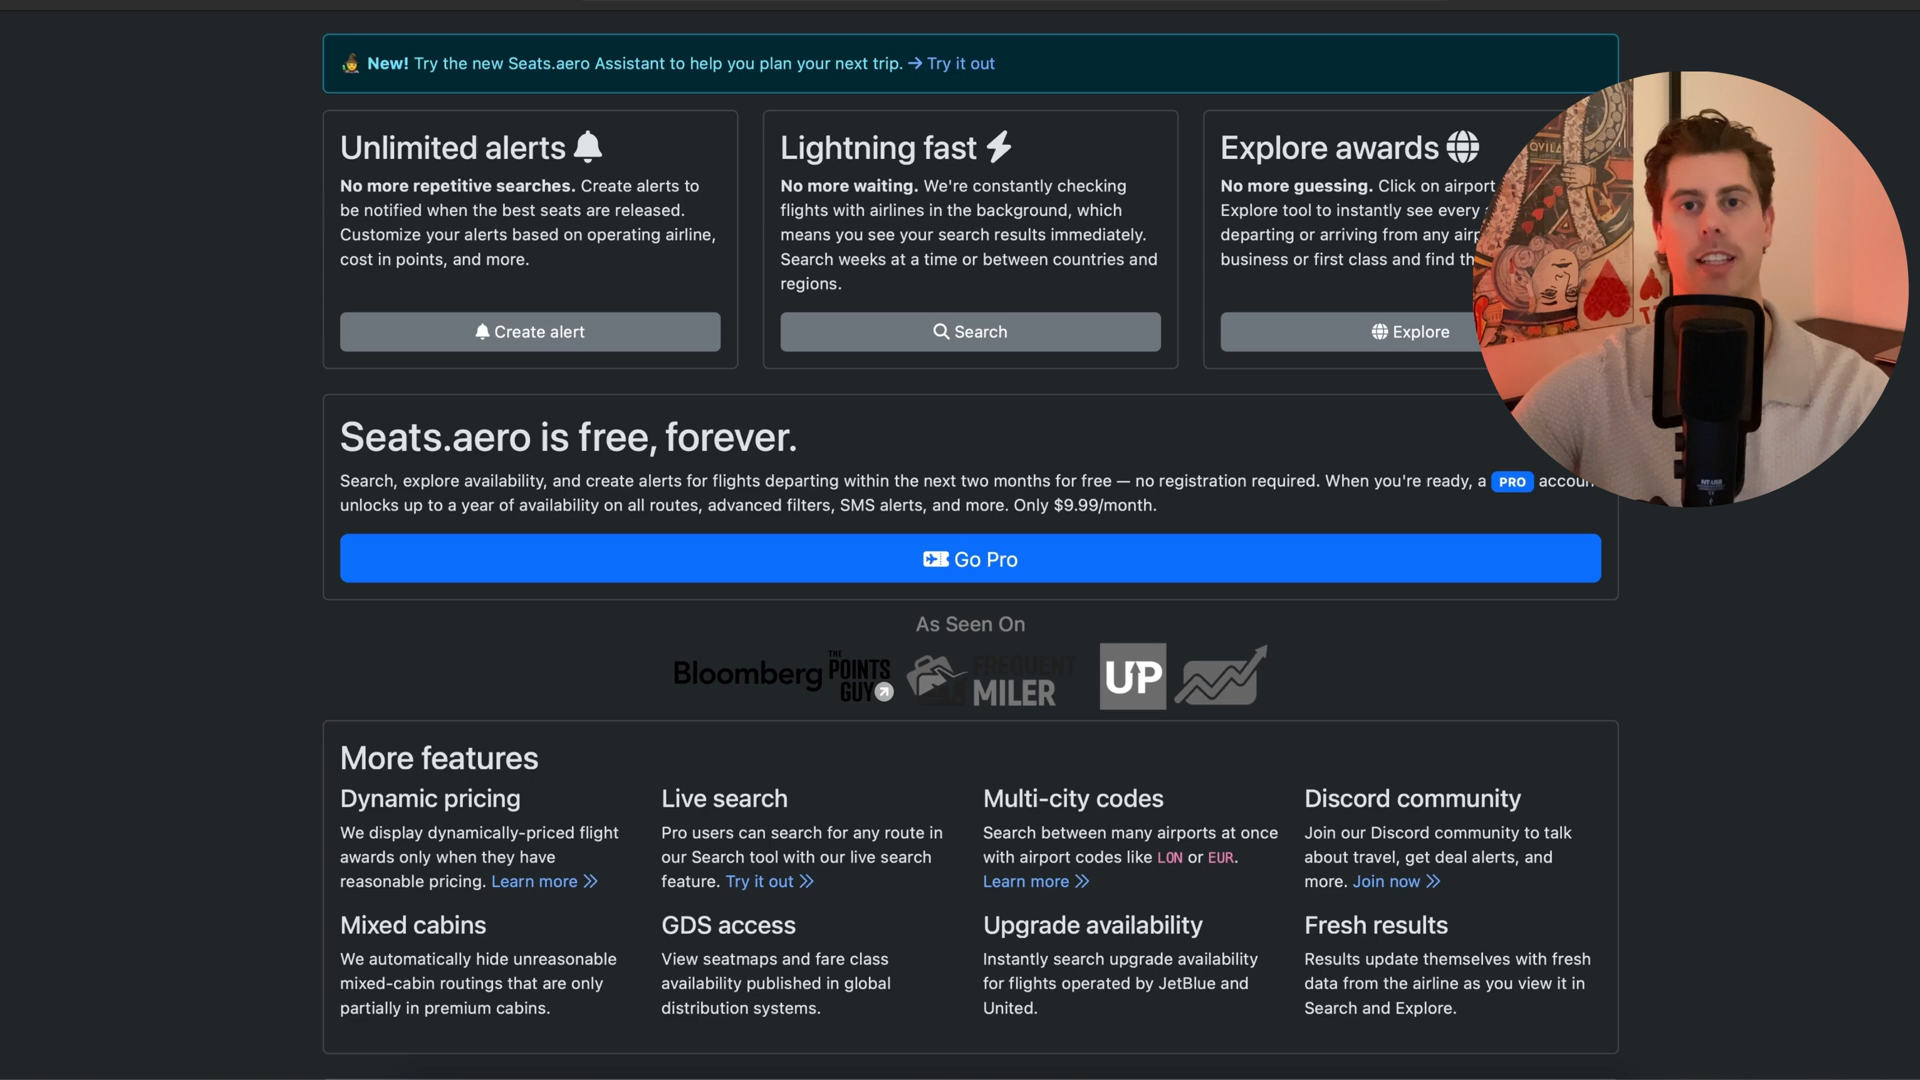 New! Try the new Seats.aero Assistant to help you plan your next trip. → Try it out
Unlimited alerts
No more repetitive searches. Create alerts to
be notified when the best seats are released.
Customize your alerts based on operating airline,
cost in points, and more.
Create alert
Lightning fast
No more waiting. We're constantly checking
flights with airlines in the background, which
means you see your search results immediately.
Search weeks at a time or between countries and
regions.
Search
Explore awards
No more guessing. Click on airport
Explore tool to instantly see every
departing or arriving from any
business or first class and find
Explore
Seats.aero is free, forever.
Search, explore availability, and create alerts for flights departing within the next two months for free — no registration required. When you're ready, a PRO
unlocks up to a year of availability on all routes, advanced filters, SMS alerts, and more. Only $9.99/month.
Go Pro
As Seen On
Bloomberg
THE
POINTS
GUY
FREQUENT
MILER
UP
More features
Dynamic pricing
We display dynamically-priced flight
awards only when they have
reasonable pricing. Learn more
Live search
Pro users can search for any route in
our Search tool with our live search
feature. Try it out
Multi-city codes
Search between many airports at once
with airport codes like LON or EUR.
Learn more
Discord community
Join our Discord community to talk
about travel, get deal alerts, and
more. Join now
Mixed cabins
We automatically hide unreasonable
mixed-cabin routings that are only
partially in premium cabins.
GDS access
View seatmaps and fare class
availability published in global
distribution systems.
Upgrade availability
Instantly search upgrade availability
for flights operated by JetBlue and
United.
Fresh results
Results update themselves with fresh
data from the airline as you view it in
Search and Explore.